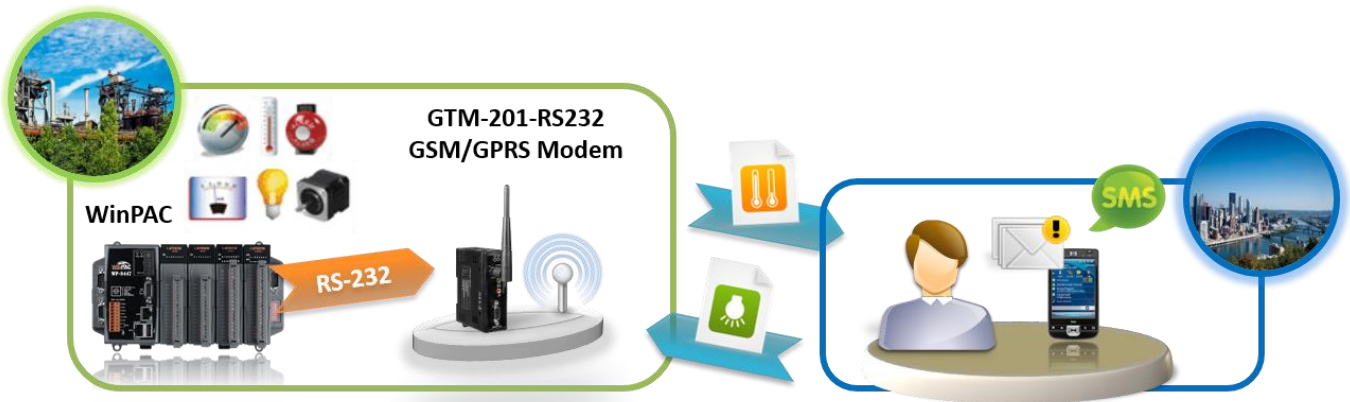 GTM-201-RS232
GSM/GPRS Modem
WinPAC
RS-232
SMS